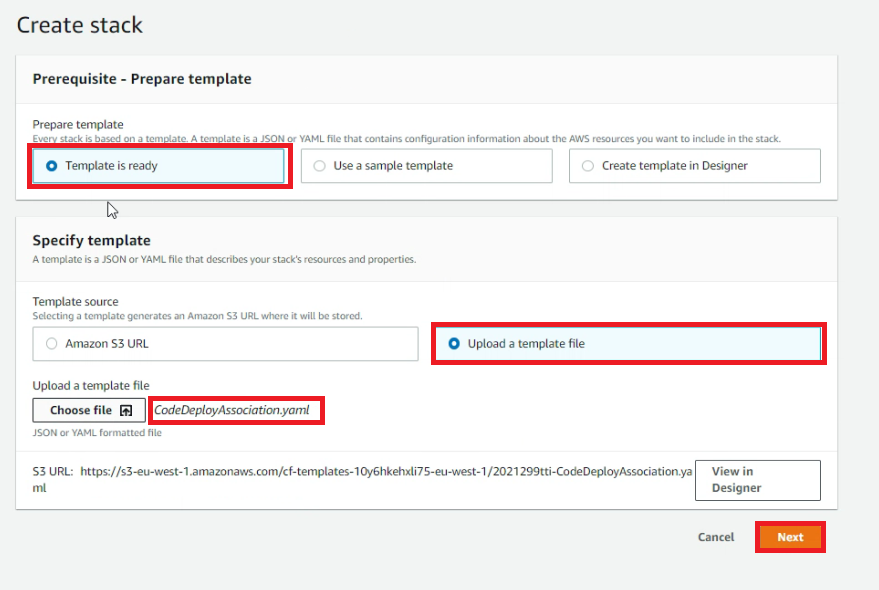 Create stack
Prerequisite - Prepare template
Prepare template
Every stack is based on a template. A template is a JSON or YAML file that contains configuration information about the AWS resources you want to include in the stack.
Template is ready
Use a sample template
Create template in Designer
Specify template
A template is a JSON or YAML file that describes your stack's resources and properties.
Template source
Selecting a template generates an Amazon S3 URL where it will be stored.
Amazon S3 URL
Upload a template file
Upload a template file
Choose file
CodeDeployAssociation.yaml
JSON or YAML formatted file
S3 URL: https://s3-eu-west-1.amazonaws.com/cf-templates-10y6hkehxli75-eu-west-1/2021299tti-CodeDeployAssociation.ya
ml
View in
Designer
Cancel
Next